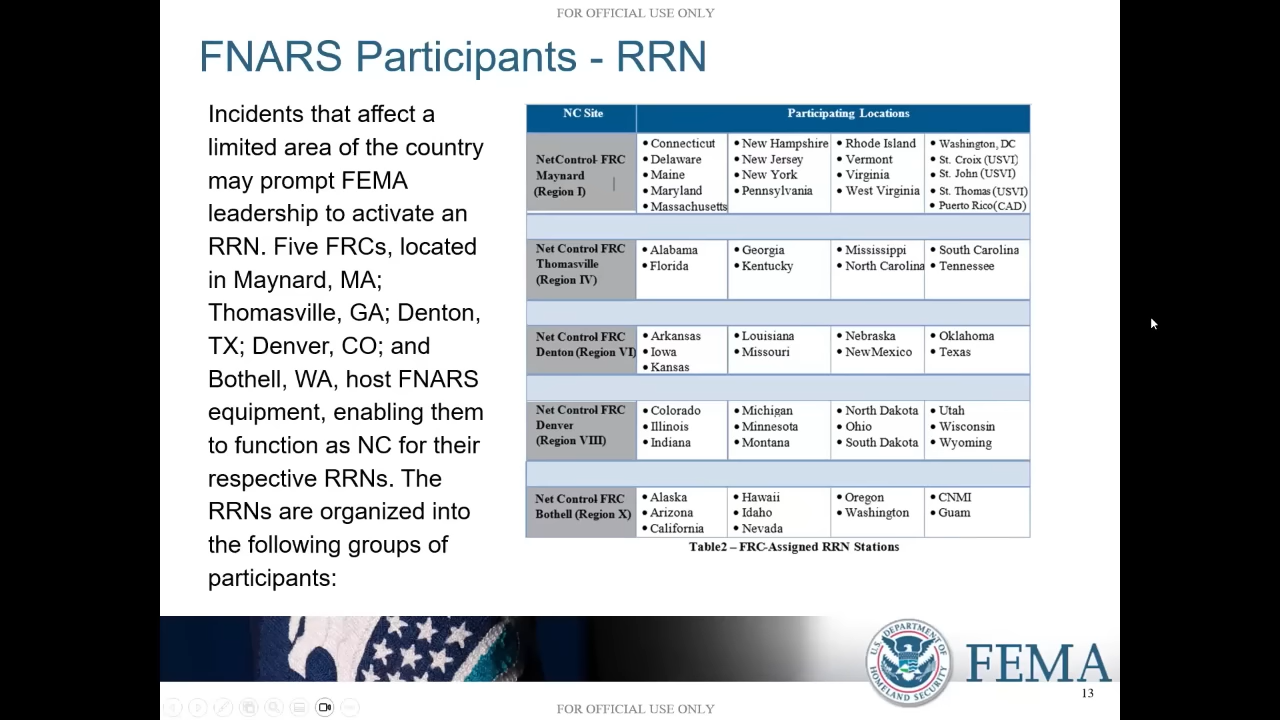 FOR OFFICIAL USE ONLY
FNARS Participants - RRN
Incidents that affect a
limited area of the country
may prompt FEMA
leadership to activate an
RRN. Five FRCs, located
in Maynard, MA;
Thomasville, GA; Denton,
TX; Denver, CO; and
Bothell, WA, host FNARS
equipment, enabling them
to function as NC for their
respective RRNs. The
RRNs are organized into
the following groups of
participants:
NC Site
Participating Locations
NetControl- FRC
Maynard
(Region I)
• Connecticut
• Delaware
• Maine
• Maryland
• Massachusetts
• New Hampshire
• New Jersey
• New York
• Pennsylvania
• Rhode Island
• Vermont
• Virginia
• West Virginia
• Washington, DC
• St. Croix (USVI)
• St. John (USVI)
• St. Thomas (USVI)
• Puerto Rico(CAD)
Net Control FRC
Thomasville
(Region IV)
• Alabama
• Florida
• Georgia
• Kentucky
• Mississippi
• North Carolina
• South Carolina
• Tennessee
Net Control FRC
Denton (Region VI)
• Arkansas
• Iowa
• Kansas
• Louisiana
• Missouri
• Nebraska
• NewMexico
• Oklahoma
• Texas
Net Control FRC
Denver
(Region VIII)
• Colorado
• Illinois
• Indiana
• Michigan
• Minnesota
• Montana
• North Dakota
• Ohio
• South Dakota
• Utah
• Wisconsin
• Wyoming
Net Control FRC
Bothell (Region X)
• Alaska
• Arizona
• California
• Hawaii
• Idaho
• Nevada
• Oregon
• Washington
• CNMI
• Guam
Table2 – FRC-Assigned RRN Stations
U.S. DEPARTMENT OF
HOMELAND SECURITY
FEMA
13
FOR OFFICIAL USE ONLY